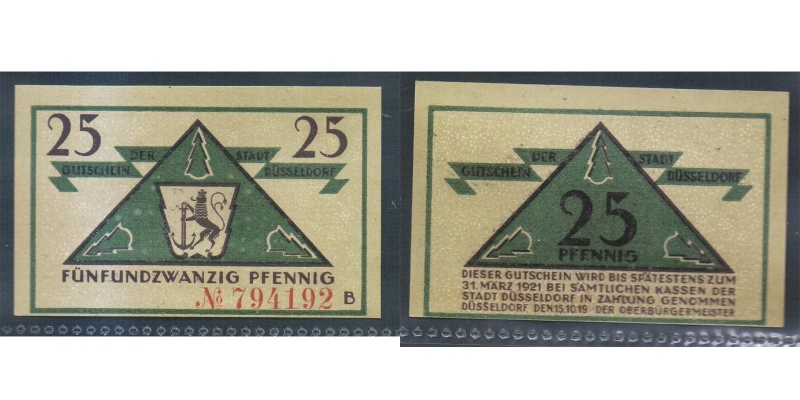 25 25
GUTSCHEIN DER STADT DÜSSELDORF
FÜNFUNDZWANZIG PFENNIG
№ 794192 B
GUTSCHEIN DER STADT DÜSSELDORF
25
PFENNIG
DIESER GUTSCHEIN WIRD BIS SPÄTESTENS ZUM
31. MÄRZ 1921 BEI SÄMTLICHEN KASSEN DER
STADT DÜSSELDORF IN ZAHLUNG GENOMMEN
DÜSSELDORF DEN 15.10.19 - DER OBERBÜRGERMEISTER